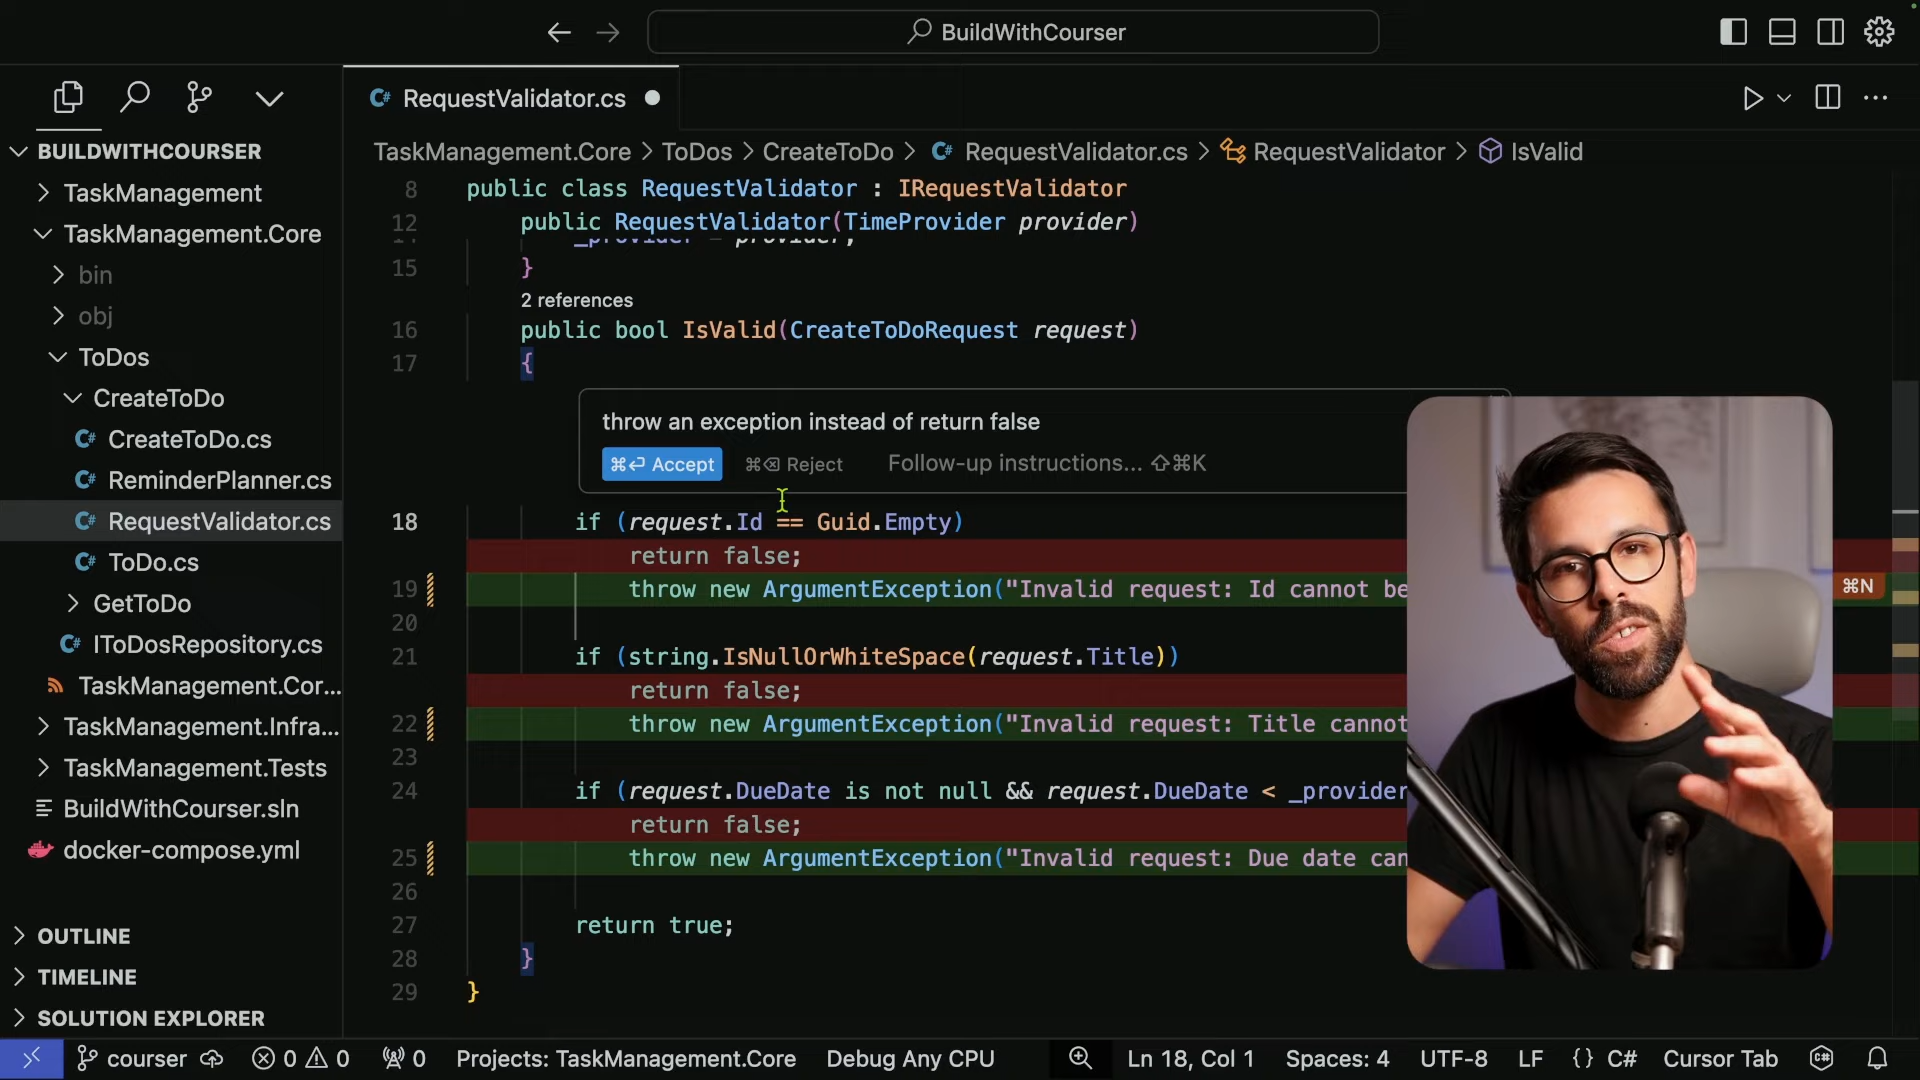 BuildWithCourser
C# RequestValidator.cs
BUILDWITHCOURSER
TaskManagement
TaskManagement.Core
bin
obj
ToDos
CreateToDo
C# CreateToDo.cs
C# ReminderPlanner.cs
C# RequestValidator.cs
C# ToDo.cs
GetToDo
C# IToDosRepository.cs
TaskManagement.Cor...
TaskManagement.Infra...
TaskManagement.Tests
BuildWithCourser.sln
docker-compose.yml
OUTLINE
TIMELINE
SOLUTION EXPLORER
TaskManagement.Core > ToDos > CreateToDo > C# RequestValidator.cs > RequestValidator > IsValid
8 public class RequestValidator : IRequestValidator
12 public RequestValidator(TimeProvider provider)
14 _provider = provider;
15 }
2 references
16 public bool IsValid(CreateToDoRequest request)
17 {
throw an exception instead of return false
⌘⏎ Accept ⌘⌫ Reject Follow-up instructions... ⇧⌘K
18 if (request.Id == Guid.Empty)
return false;
19 throw new ArgumentException("Invalid request: Id cannot be
⌘N
20
21 if (string.IsNullOrWhiteSpace(request.Title))
return false;
22 throw new ArgumentException("Invalid request: Title cannot
23
24 if (request.DueDate is not null && request.DueDate < _provider
return false;
25 throw new ArgumentException("Invalid request: Due date can
26
27 return true;
28 }
29 }
courser 0 0 0 Projects: TaskManagement.Core Debug Any CPU Ln 18, Col 1 Spaces: 4 UTF-8 LF {} C# Cursor Tab